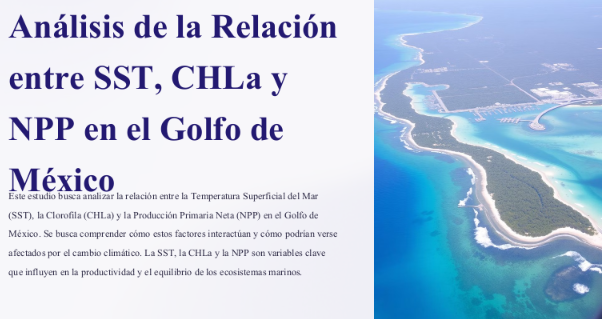 Análisis de la Relación
entre SST, CHLa y
NPP en el Golfo de
México
Este estudio busca analizar la relación entre la Temperatura Superficial del Mar
(SST), la Clorofila (CHLa) y la Producción Primaria Neta (NPP) en el Golfo de
México. Se busca comprender cómo estos factores interactúan y cómo podrían verse
afectados por el cambio climático. La SST, la CHLa y la NPP son variables clave
que influyen en la productividad y el equilibrio de los ecosistemas marinos.